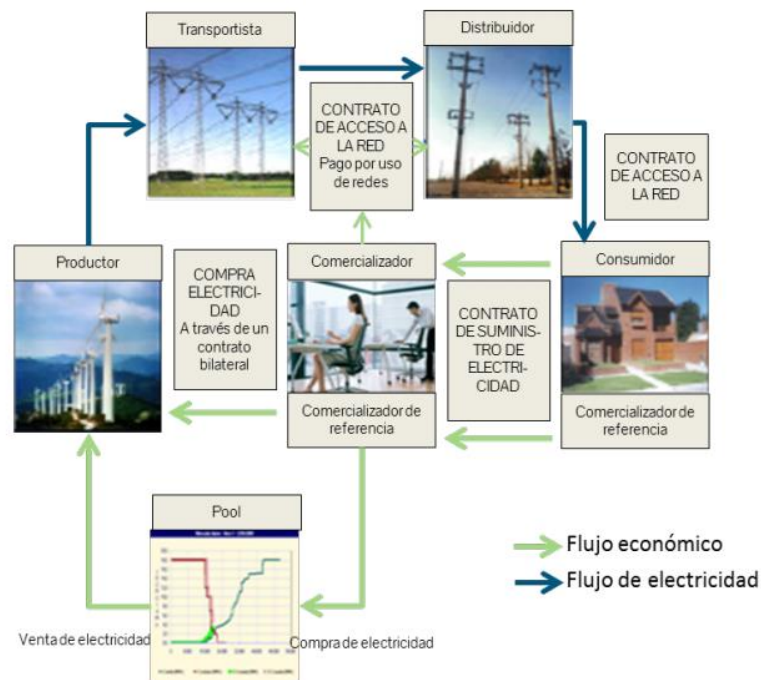 Transportista
Distribuidor
CONTRATO
DE ACCESO A
LA RED
Pago por uso
de redes
CONTRATO
DE ACCESO A
LA RED
Productor
COMPRA
ELECTRICI-
DAD
A través de un
contrato
bilateral
Comercializador
Consumidor
CONTRATO
DE SUMINIS-
TRO DE
ELECTRI-
CIDAD
Comercializador de
referencia
Comercializador de
referencia
Pool
Flujo económico
Flujo de electricidad
Venta de electricidad
Compra de electricidad